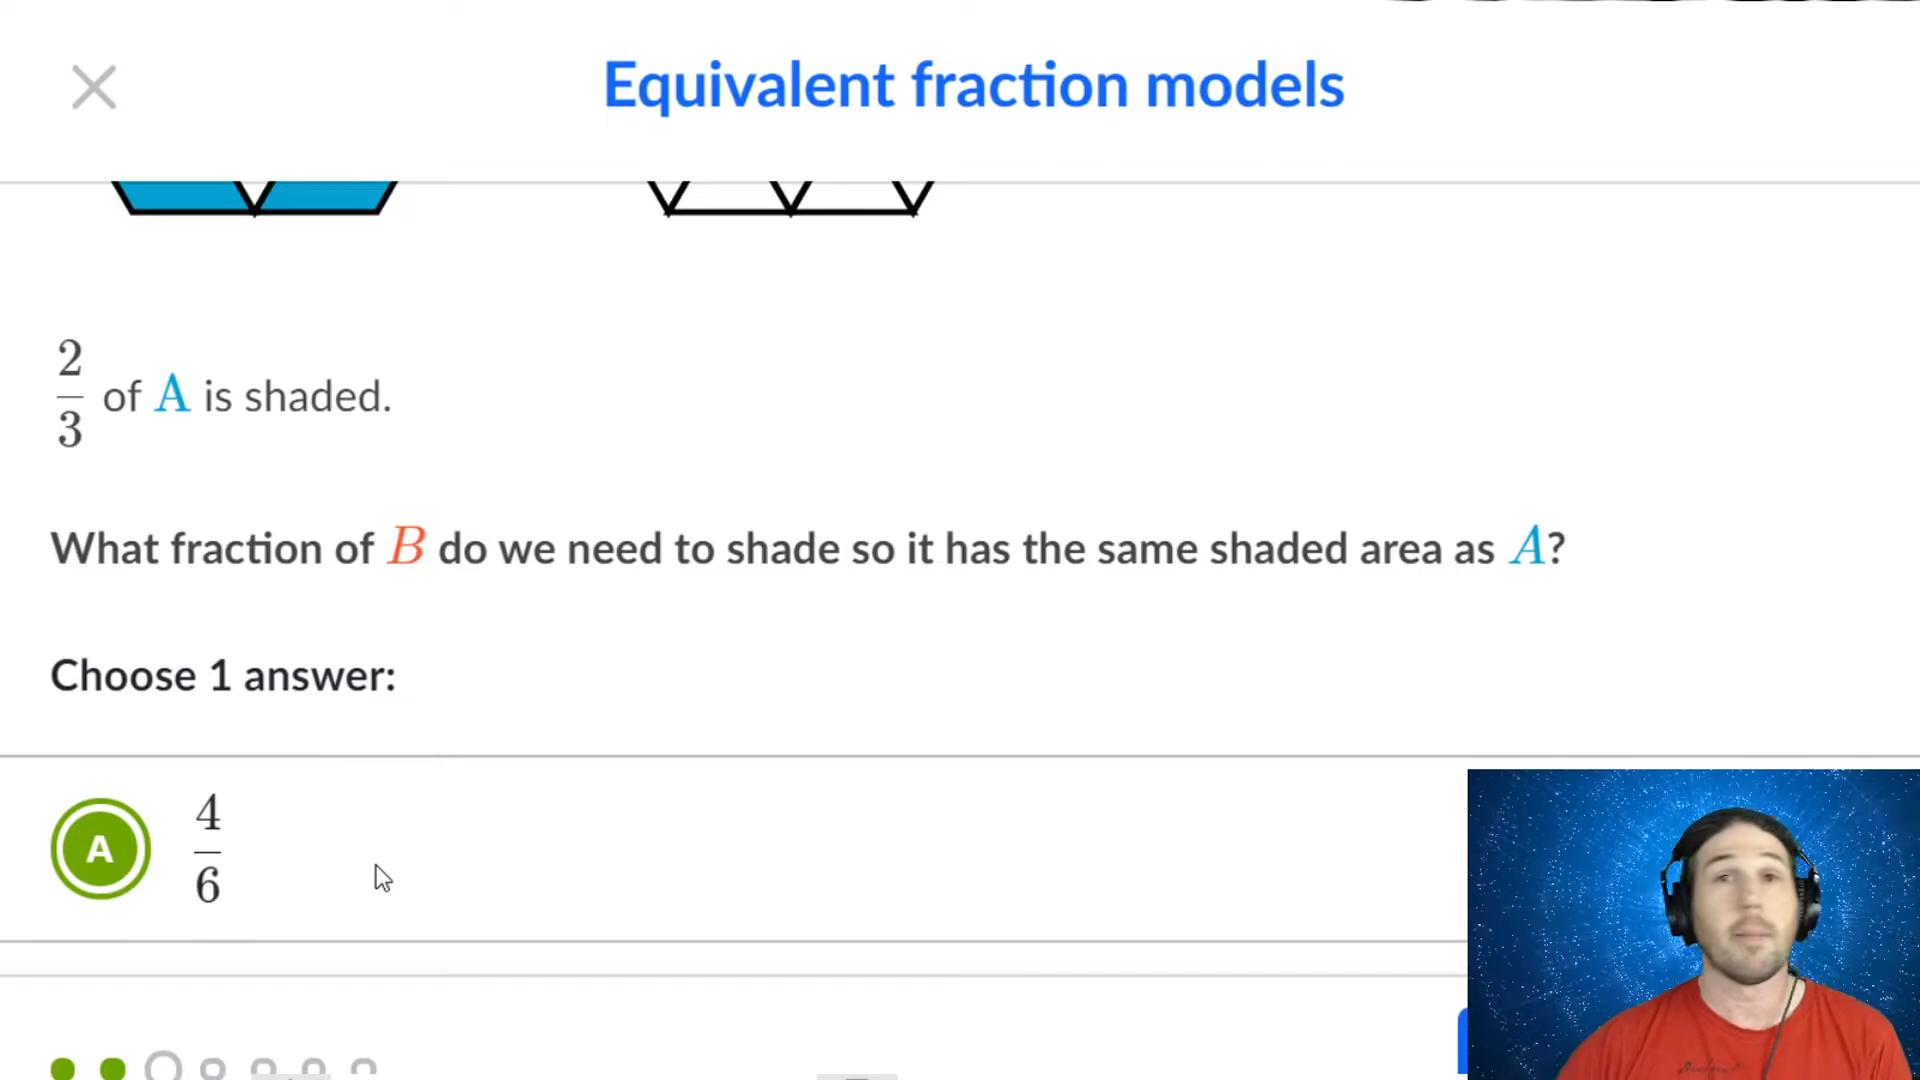 Equivalent fraction models
2
3
of A is shaded.
What fraction of B do we need to shade so it has the same shaded area as A?
Choose 1 answer:
A
4
6